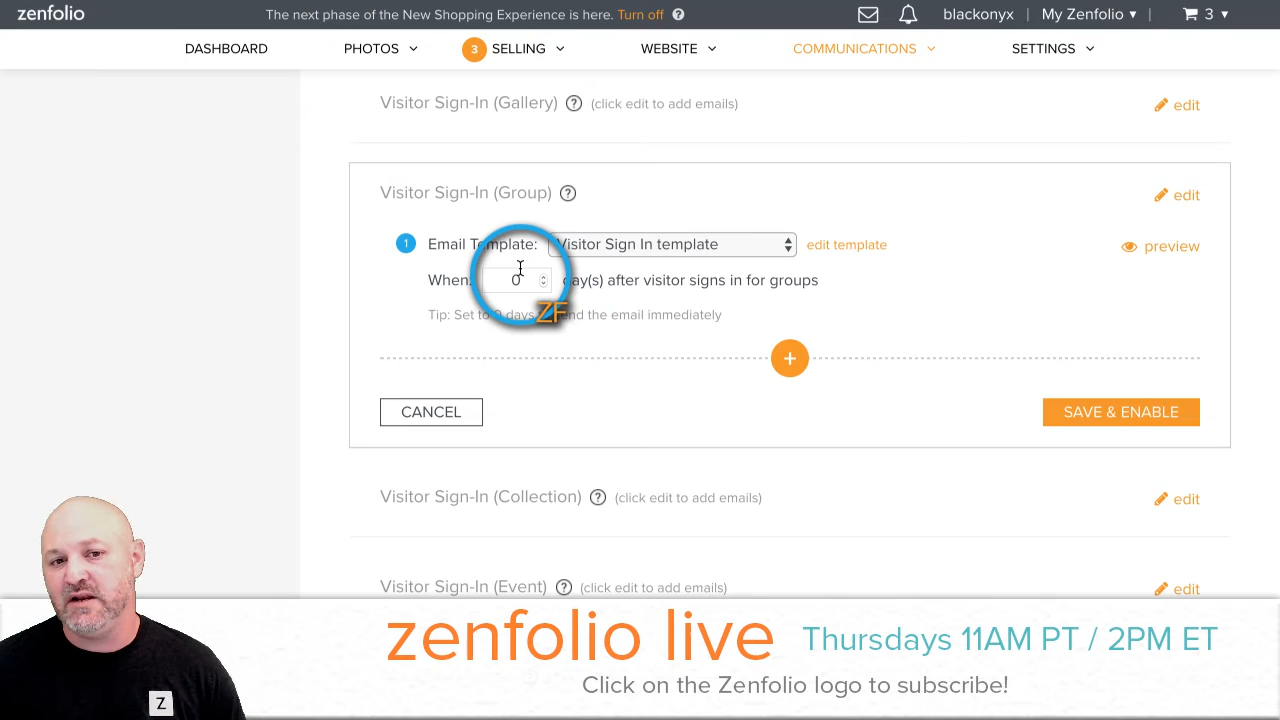 zenfolio
The next phase of the New Shopping Experience is here. Turn off ?
blackonyx | My Zenfolio ▾ | 3 ▾
DASHBOARD PHOTOS 3 SELLING WEBSITE COMMUNICATIONS SETTINGS
Visitor Sign-In (Gallery) ? (click edit to add emails) edit
Visitor Sign-In (Group) ? edit
1 Email Template: Visitor Sign In template edit template preview
When: 0 day(s) after visitor signs in for groups
Tip: Set to 0 days send the email immediately
ZF
+
CANCEL SAVE & ENABLE
Visitor Sign-In (Collection) ? (click edit to add emails) edit
Visitor Sign-In (Event) ? (click edit to add emails) edit
Z
zenfolio live Thursdays 11AM PT / 2PM ET
Click on the Zenfolio logo to subscribe!